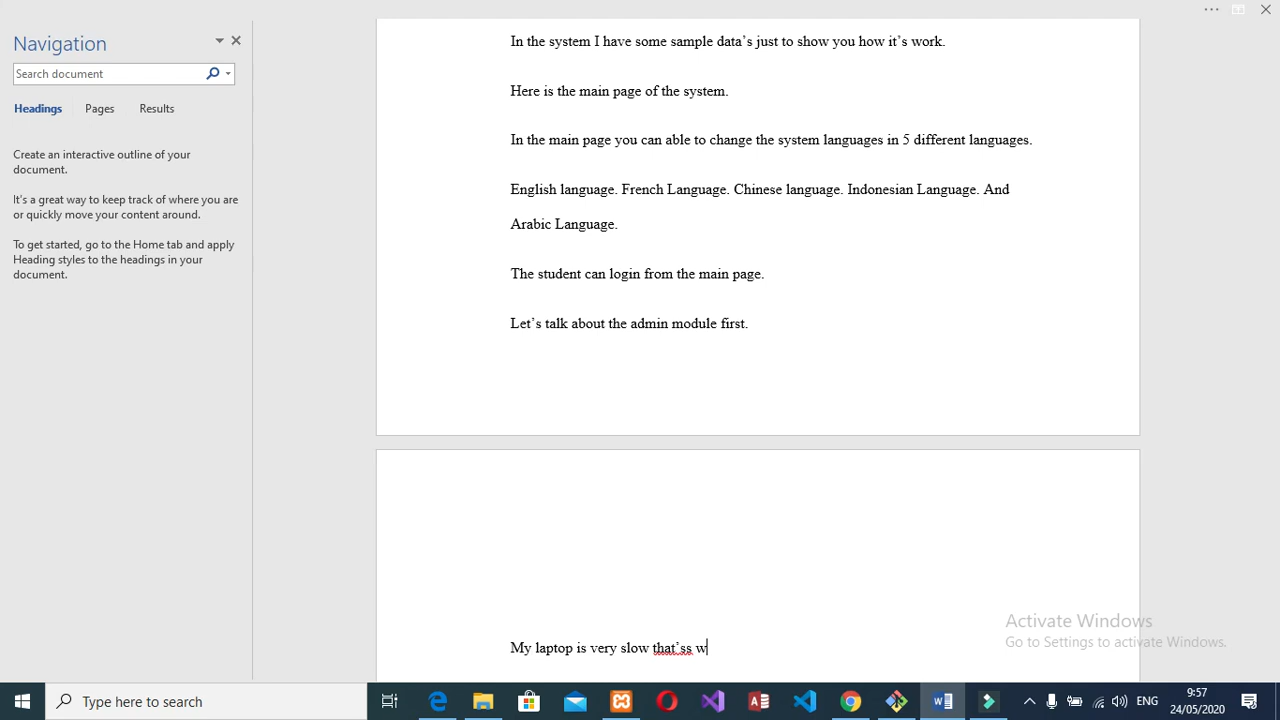 Navigation
Search document
Headings Pages Results
Create an interactive outline of your
document.
It's a great way to keep track of where you are
or quickly move your content around.
To get started, go to the Home tab and apply
Heading styles to the headings in your
document.
In the system I have some sample data's just to show you how it's work.
Here is the main page of the system.
In the main page you can able to change the system languages in 5 different languages.
English language. French Language. Chinese language. Indonesian Language. And
Arabic Language.
The student can login from the main page.
Let's talk about the admin module first.
My laptop is very slow that'ss w
Activate Windows
Go to Settings to activate Windows.
Type here to search
ENG
9:57
24/05/2020